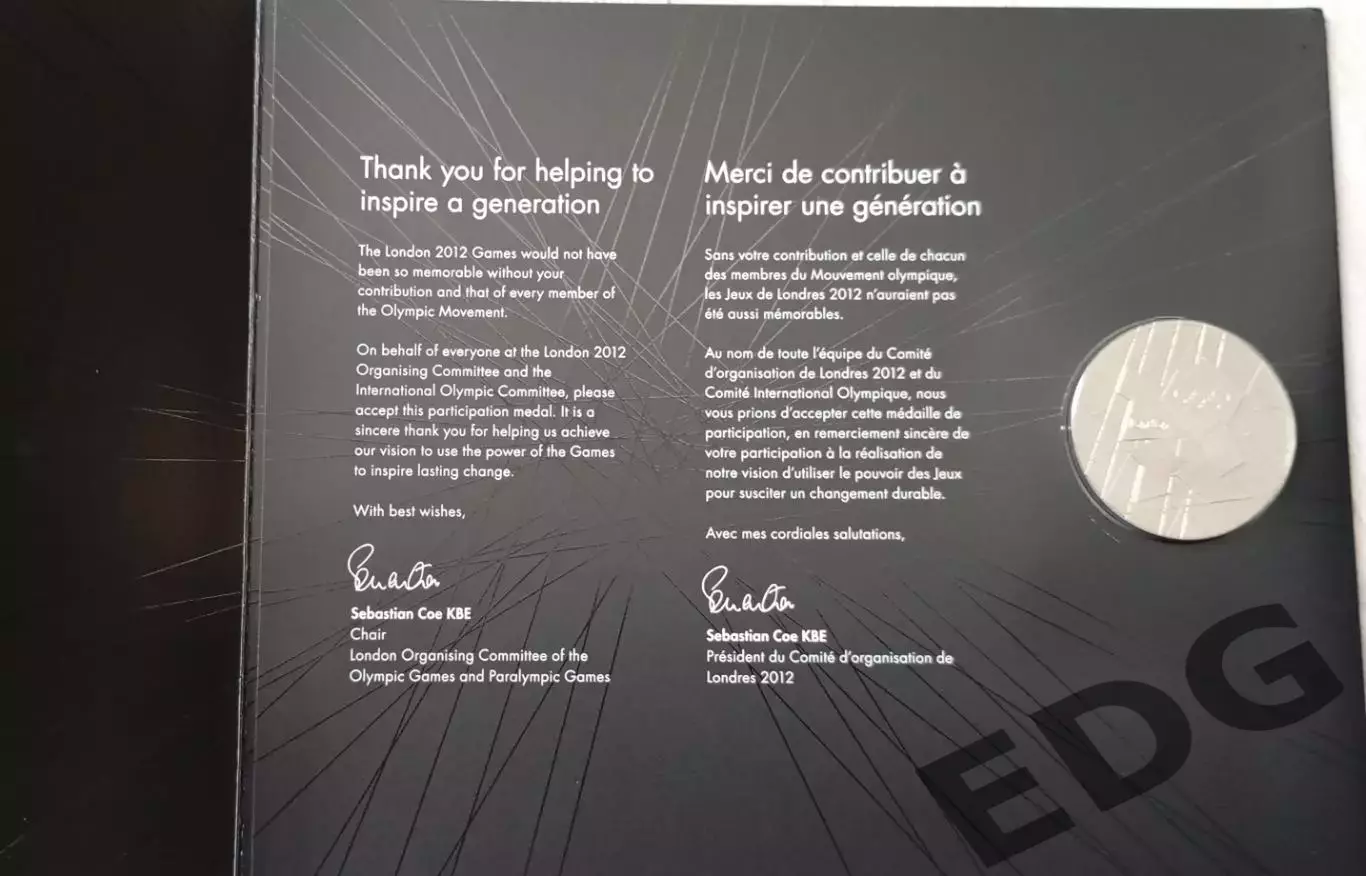 Thank you for helping to
inspire a generation
The London 2012 Games would not have
been so memorable without your
contribution and that of every member of
the Olympic Movement.
On behalf of everyone at the London 2012
Organising Committee and the
International Olympic Committee, please
accept this participation medal. It is a
sincere thank you for helping us achieve
our vision to use the power of the Games
to inspire lasting change.
With best wishes,
Sebastian Coe KBE
Chair
London Organising Committee of the
Olympic Games and Paralympic Games
Merci de contribuer à
inspirer une génération
Sans votre contribution et celle de chacun
des membres du Mouvement olympique,
les Jeux de Londres 2012 n'auraient pas
été aussi mémorables.
Au nom de toute l'équipe du Comité
d'organisation de Londres 2012 et du
Comité International Olympique, nous
vous prions d'accepter cette médaille de
participation, en remerciement sincère de
votre participation à la réalisation de
notre vision d'utiliser le pouvoir des Jeux
pour susciter un changement durable.
Avec mes cordiales salutations,
Sebastian Coe KBE
Président du Comité d'organisation de
Londres 2012
EDG